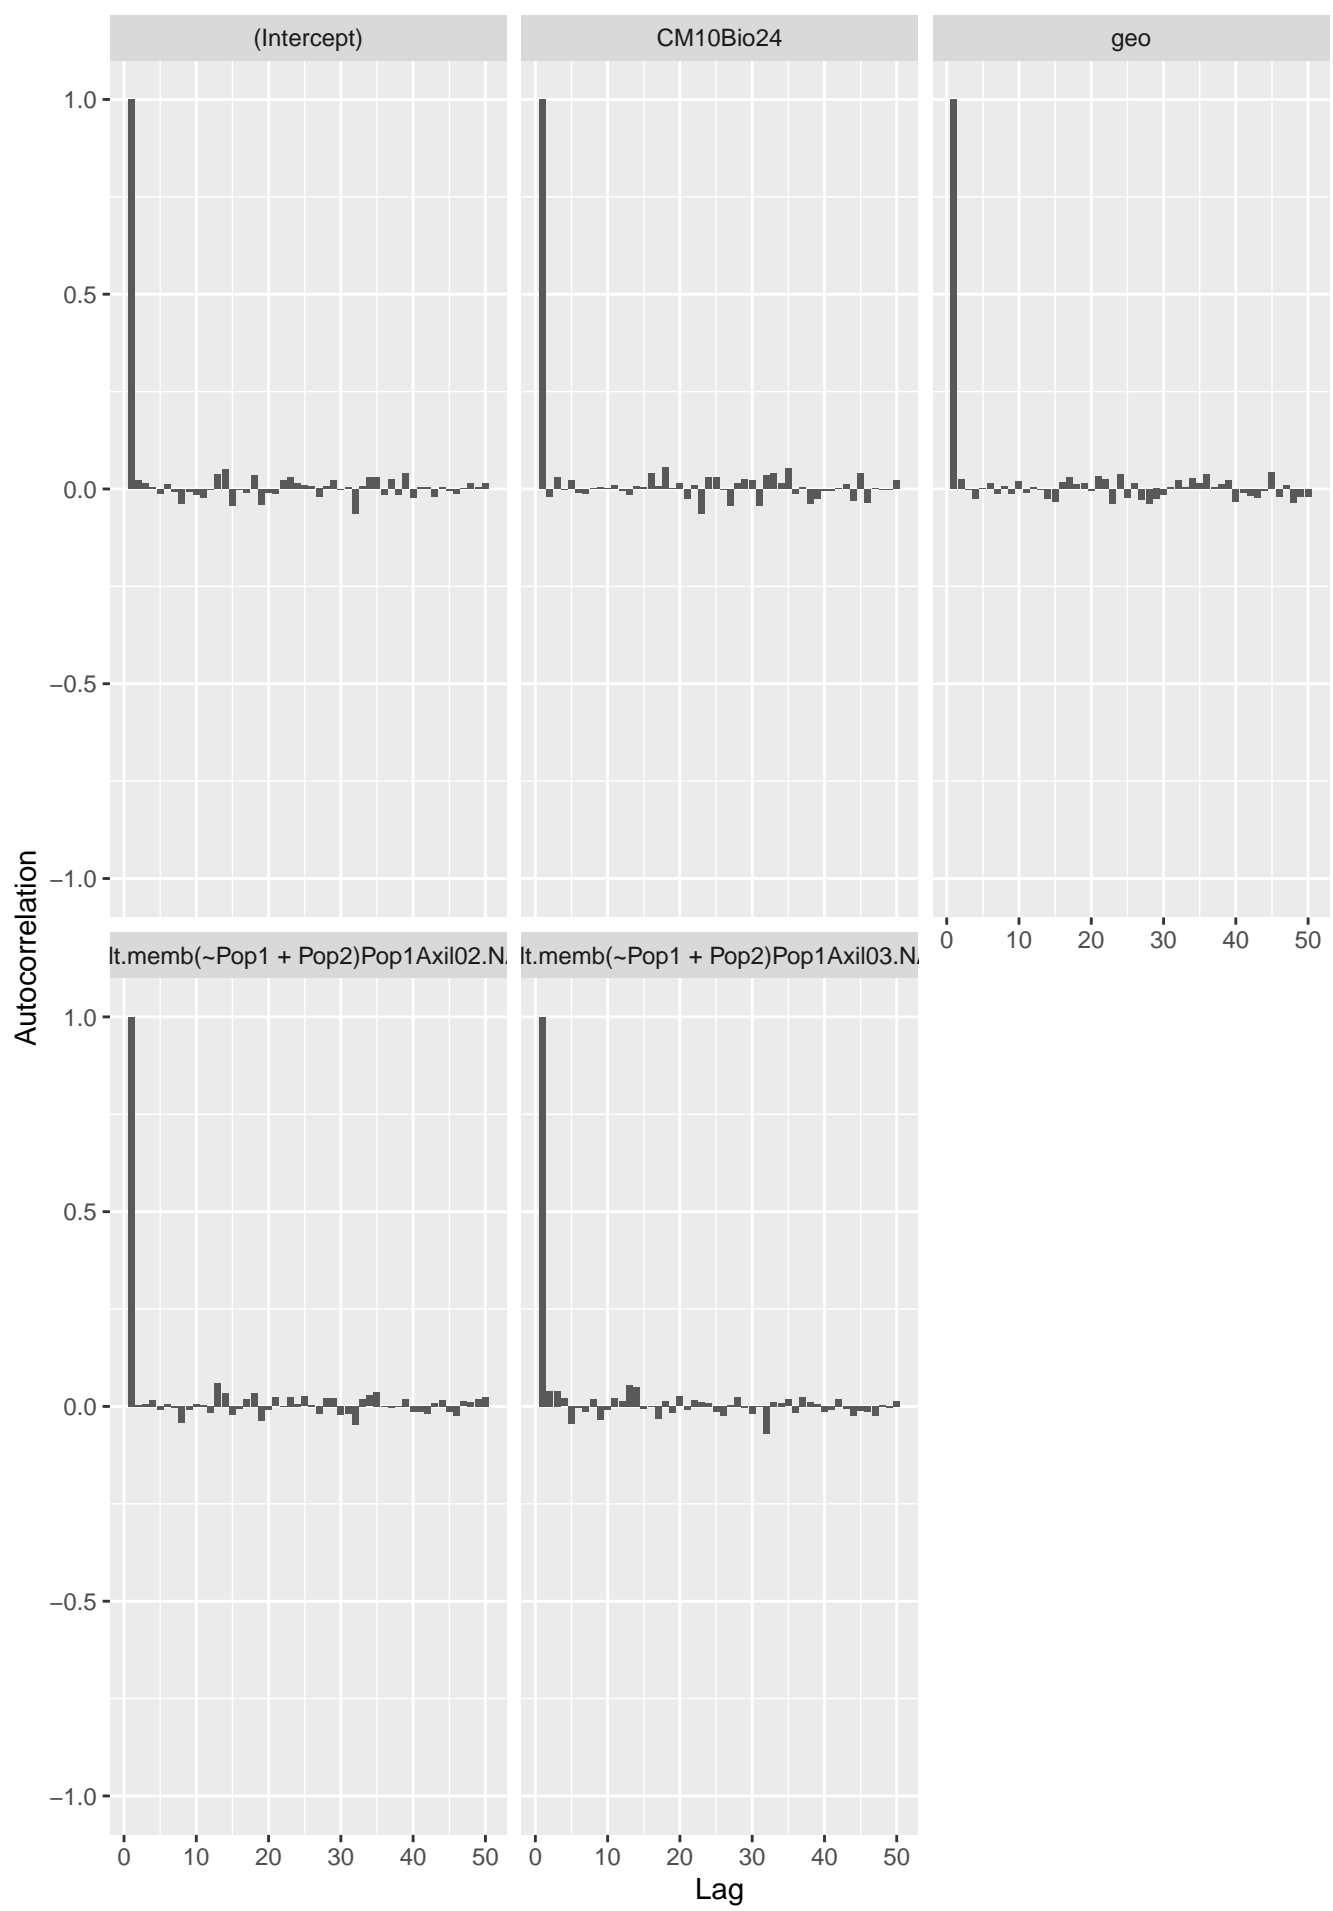 (Intercept)
CM10Bio24
geo
1.0
0.5
0.0
−0.5
−1.0
0 10 20 30 40 50
lt.memb(~Pop1 + Pop2)Pop1Axil02.N
lt.memb(~Pop1 + Pop2)Pop1Axil03.N
1.0
0.5
0.0
−0.5
−1.0
0 10 20 30 40 50
0 10 20 30 40 50
Lag
Autocorrelation